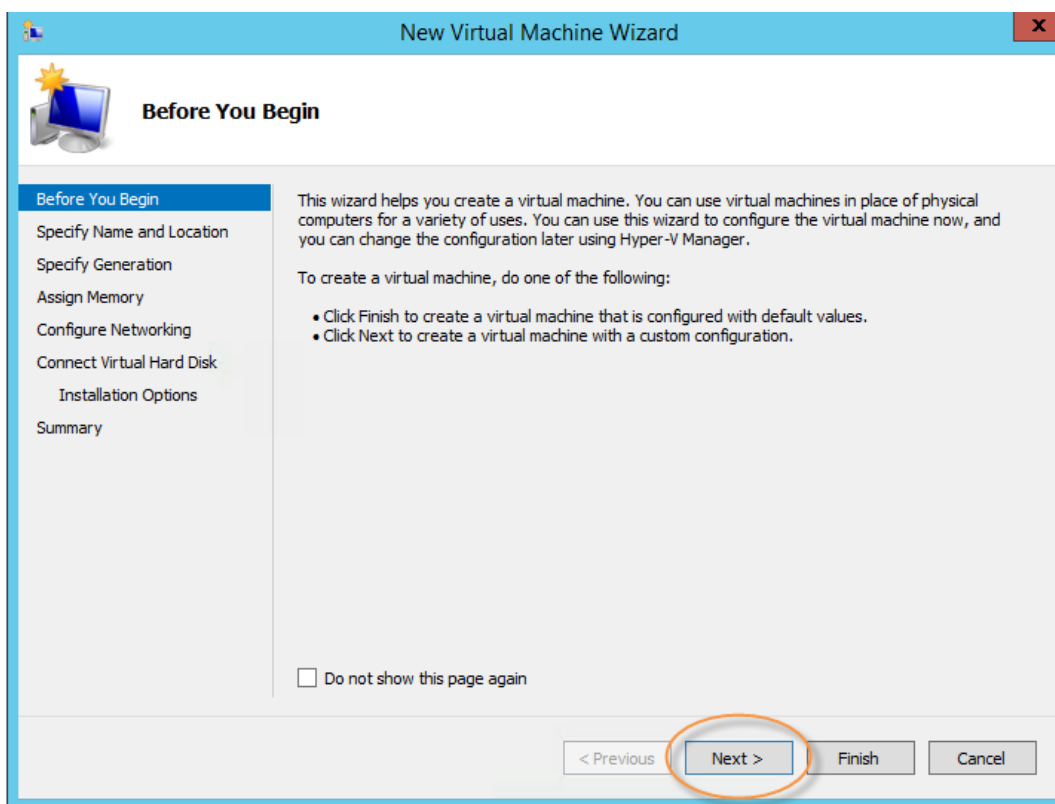 New Virtual Machine Wizard
x
Before You Begin
Before You Begin
Specify Name and Location
Specify Generation
Assign Memory
Configure Networking
Connect Virtual Hard Disk
Installation Options
Summary
This wizard helps you create a virtual machine. You can use virtual machines in place of physical
computers for a variety of uses. You can use this wizard to configure the virtual machine now, and
you can change the configuration later using Hyper-V Manager.
To create a virtual machine, do one of the following:
• Click Finish to create a virtual machine that is configured with default values.
• Click Next to create a virtual machine with a custom configuration.
Do not show this page again
< Previous
Next >
Finish
Cancel